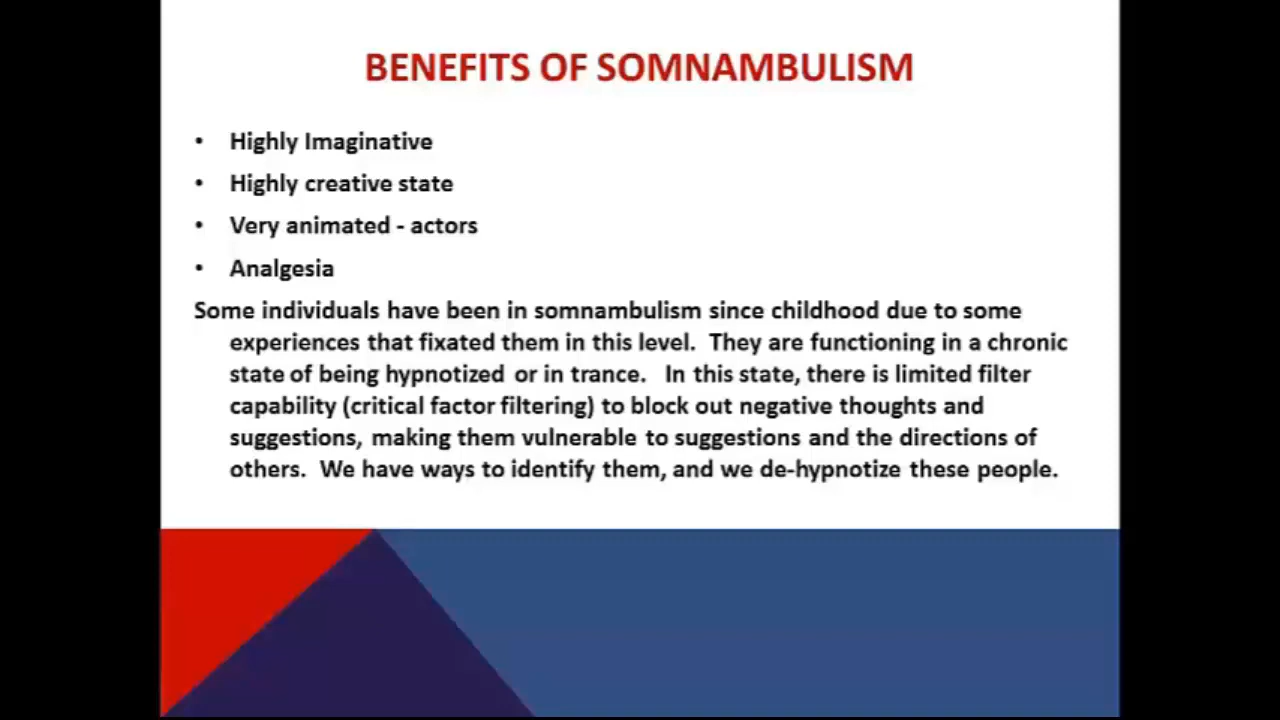 BENEFITS OF SOMNAMBULISM
• Highly Imaginative
• Highly creative state
• Very animated - actors
• Analgesia
Some individuals have been in somnambulism since childhood due to some
experiences that fixated them in this level. They are functioning in a chronic
state of being hypnotized or in trance. In this state, there is limited filter
capability (critical factor filtering) to block out negative thoughts and
suggestions, making them vulnerable to suggestions and the directions of
others. We have ways to identify them, and we de-hypnotize these people.